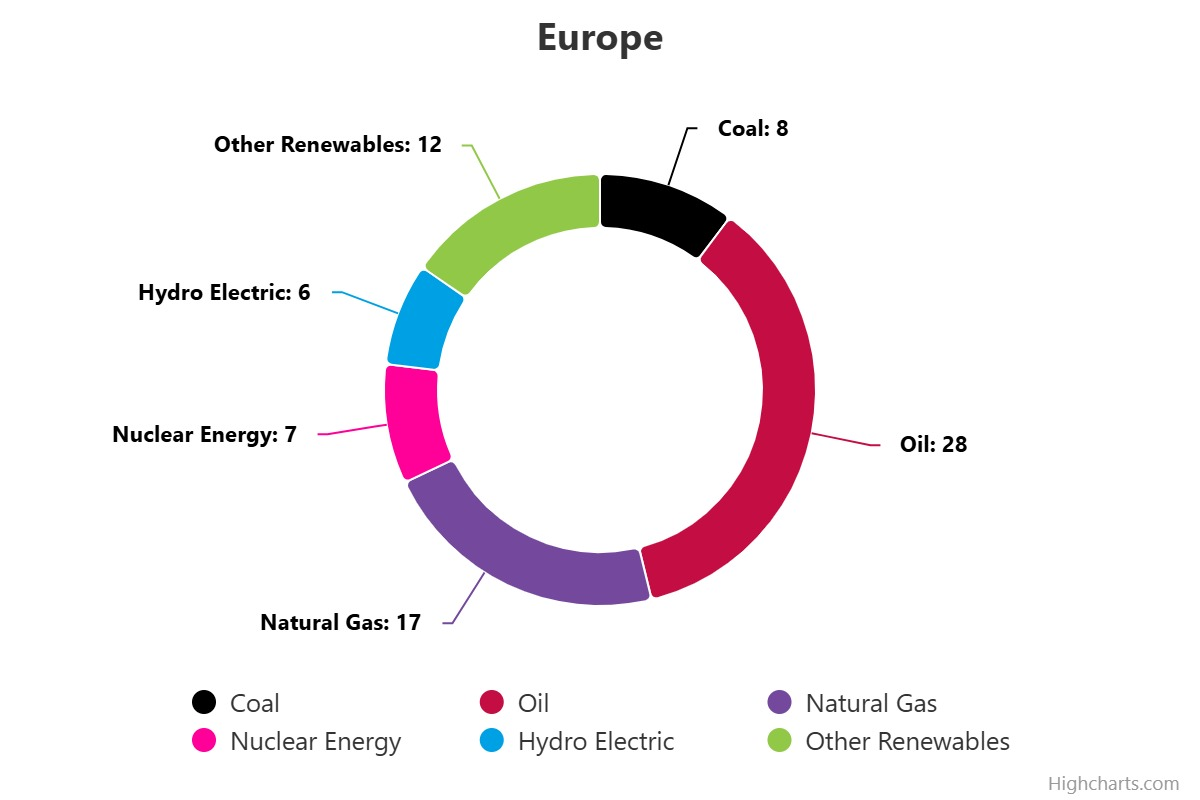 Europe
Coal: 8
Other Renewables: 12
Hydro Electric: 6
Nuclear Energy: 7
Oil: 28
Natural Gas: 17
Coal
Oil
Natural Gas
Nuclear Energy
Hydro Electric
Other Renewables
Highcharts.com